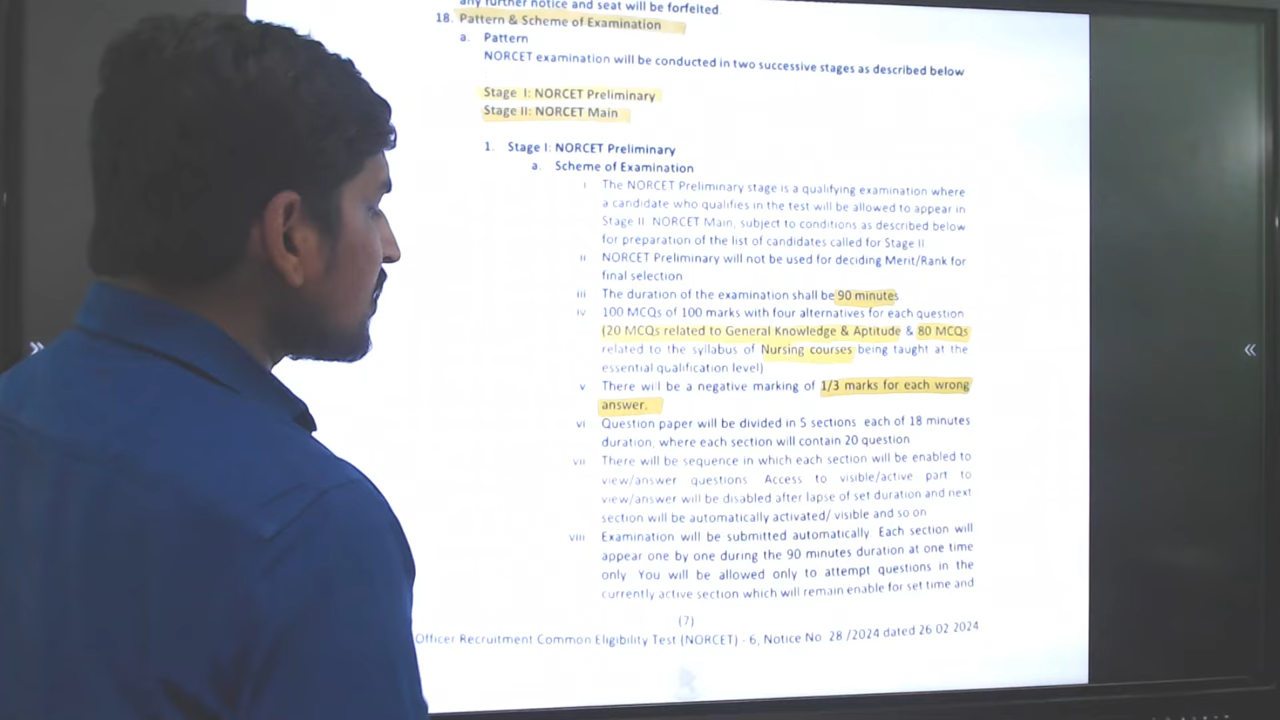 any further notice and seat will be forfeited.
18. Pattern & Scheme of Examination
a. Pattern
NORCET examination will be conducted in two successive stages as described below
Stage I: NORCET Preliminary
Stage II: NORCET Main
1. Stage I: NORCET Preliminary
a. Scheme of Examination
i The NORCET Preliminary stage is a qualifying examination where
a candidate who qualifies in the test will be allowed to appear in
Stage II NORCET Main, subject to conditions as described below
for preparation of the list of candidates called for Stage II
ii NORCET Preliminary will not be used for deciding Merit/Rank for
final selection
iii The duration of the examination shall be 90 minutes
iv 100 MCQs of 100 marks with four alternatives for each question
(20 MCQs related to General Knowledge & Aptitude & 80 MCQs
related to the syllabus of Nursing courses being taught at the
essential qualification level)
v There will be a negative marking of 1/3 marks for each wrong
answer.
vi Question paper will be divided in 5 sections each of 18 minutes
duration, where each section will contain 20 question
vii There will be sequence in which each section will be enabled to
view/answer questions Access to visible/active part to
view/answer will be disabled after lapse of set duration and next
section will be automatically activated/ visible and so on
viii Examination will be submitted automatically Each section will
appear one by one during the 90 minutes duration at one time
only You will be allowed only to attempt questions in the
currently active section which will remain enable for set time and
(7)
Officer Recruitment Common Eligibility Test (NORCET) - 6, Notice No 28 /2024 dated 26 02 2024